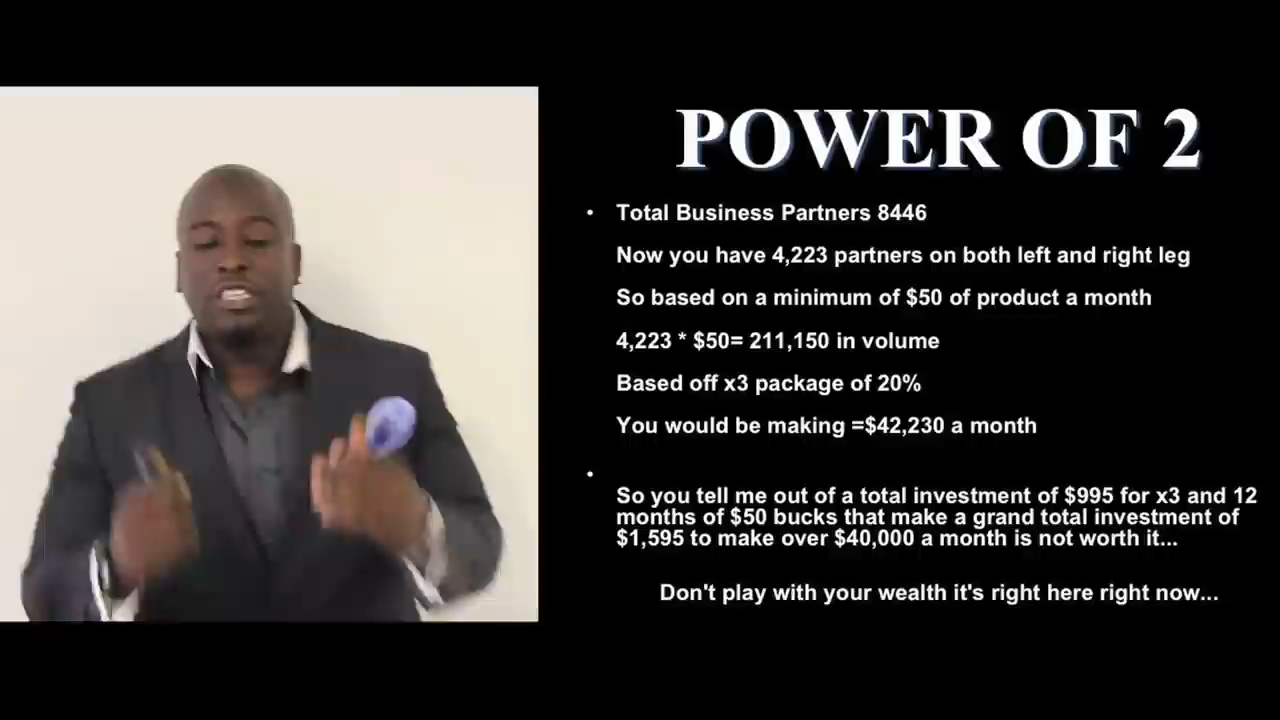 POWER OF 2
• Total Business Partners 8446
Now you have 4,223 partners on both left and right leg
So based on a minimum of $50 of product a month
4,223 * $50= 211,150 in volume
Based off x3 package of 20%
You would be making =$42,230 a month
•
So you tell me out of a total investment of $995 for x3 and 12
months of $50 bucks that make a grand total investment of
$1,595 to make over $40,000 a month is not worth it...
Don't play with your wealth it's right here right now...